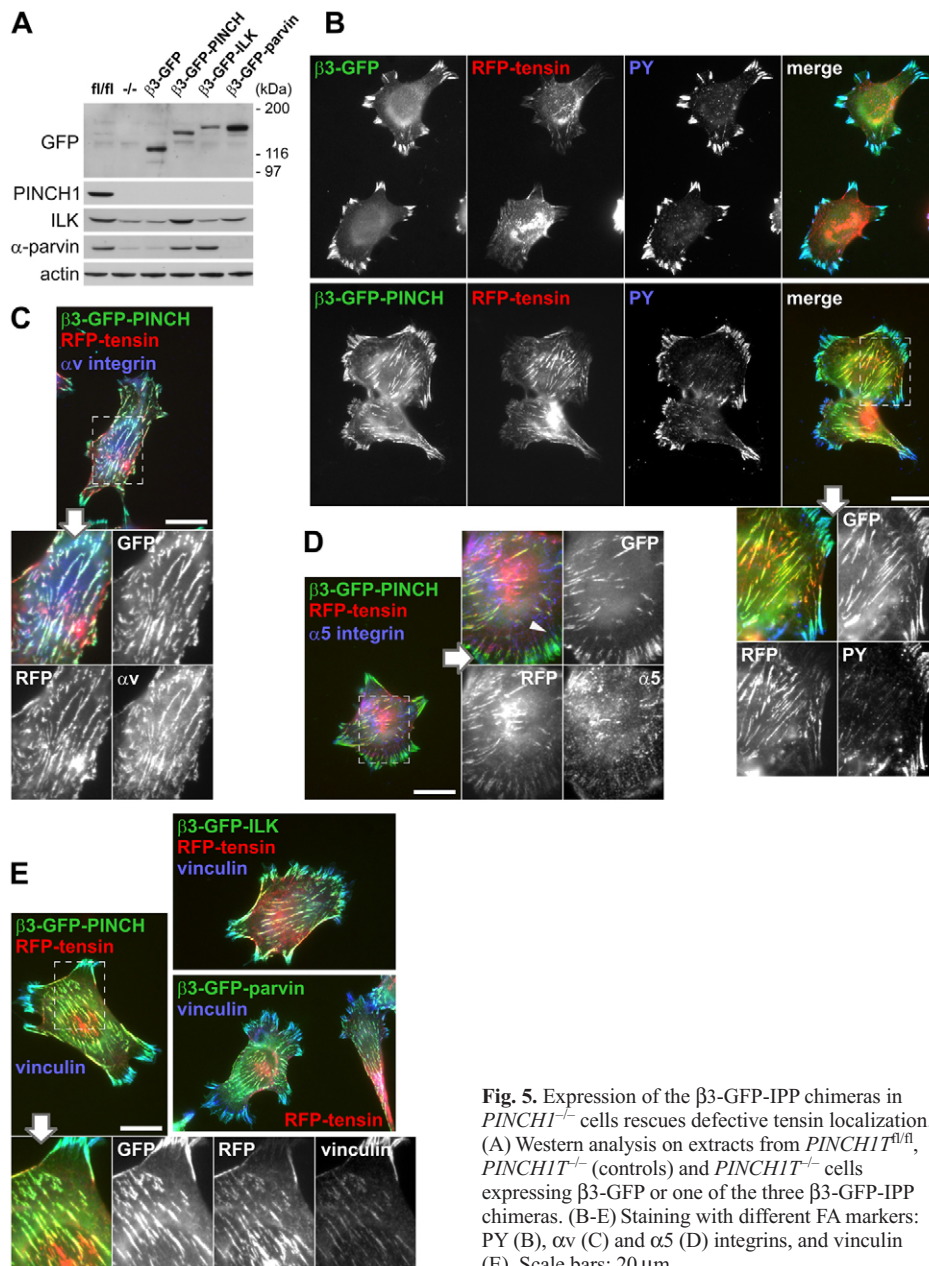 A
fl/fl -/- β3-GFP β3-GFP-PINCH β3-GFP-ILK β3-GFP-parvin (kDa)
GFP
- 200
- 116
- 97
PINCH1
ILK
α-parvin
actin
B
β3-GFP RFP-tensin PY merge
β3-GFP-PINCH RFP-tensin PY merge
GFP
RFP PY
C
β3-GFP-PINCH
RFP-tensin
αv integrin
GFP
RFP αv
D
β3-GFP-PINCH
RFP-tensin
α5 integrin
GFP
RFP α5
E
β3-GFP-PINCH
RFP-tensin
vinculin
β3-GFP-ILK
RFP-tensin
vinculin
β3-GFP-parvin
vinculin
RFP-tensin
GFP RFP vinculin
Fig. 5. Expression of the β3-GFP-IPP chimeras in
PINCH1–/– cells rescues defective tensin localization.
(A) Western analysis on extracts from PINCH1Tfl/fl,
PINCH1T–/– (controls) and PINCH1T–/– cells
expressing β3-GFP or one of the three β3-GFP-IPP
chimeras. (B-E) Staining with different FA markers:
PY (B), αv (C) and α5 (D) integrins, and vinculin
(E). Scale bars: 20 μm.